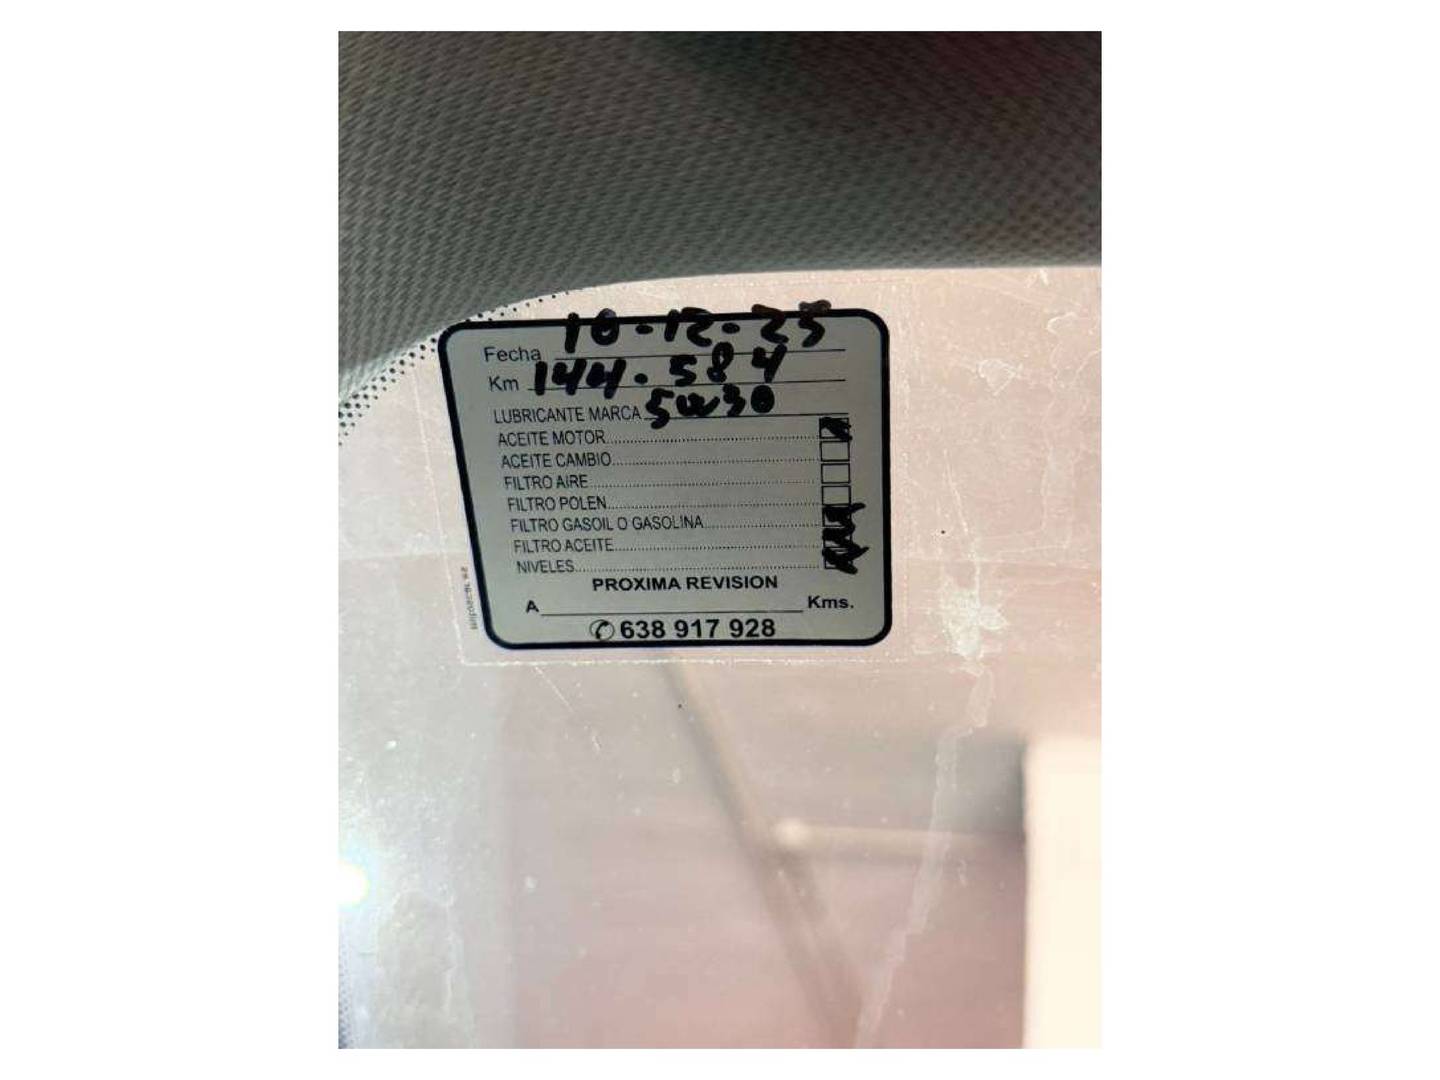 Fecha 10-12-25
Km 144.584
LUBRICANTE MARCA 5w30
ACEITE MOTOR
ACEITE CAMBIO
FILTRO AIRE
FILTRO POLEN
FILTRO GASOIL O GASOLINA
FILTRO ACEITE
NIVELES
PROXIMA REVISION
A Kms.
✆ 638 917 928